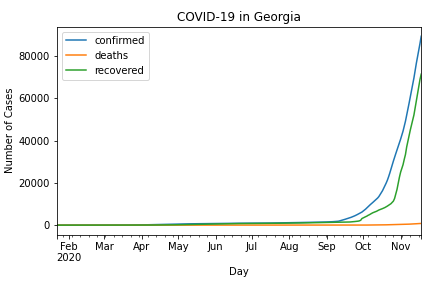 COVID-19 in Georgia
confirmed
deaths
recovered
80000
60000
40000
20000
0
Number of Cases
Feb Mar Apr May Jun Jul Aug Sep Oct Nov
2020
Day